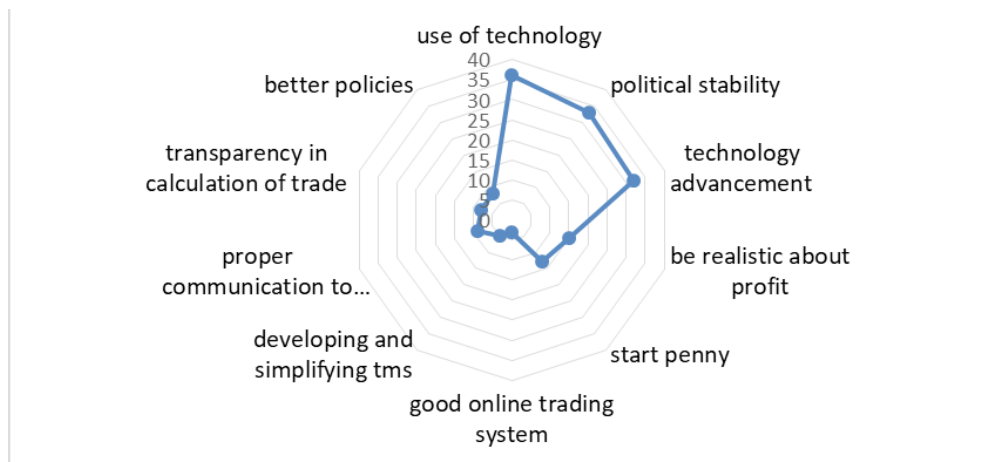 use of technology
40
35
30
25
20
15
10
5
0
political stability
technology
advancement
be realistic about
profit
start penny
good online trading
system
developing and
simplifying tms
proper
communication to...
transparency in
calculation of trade
better policies